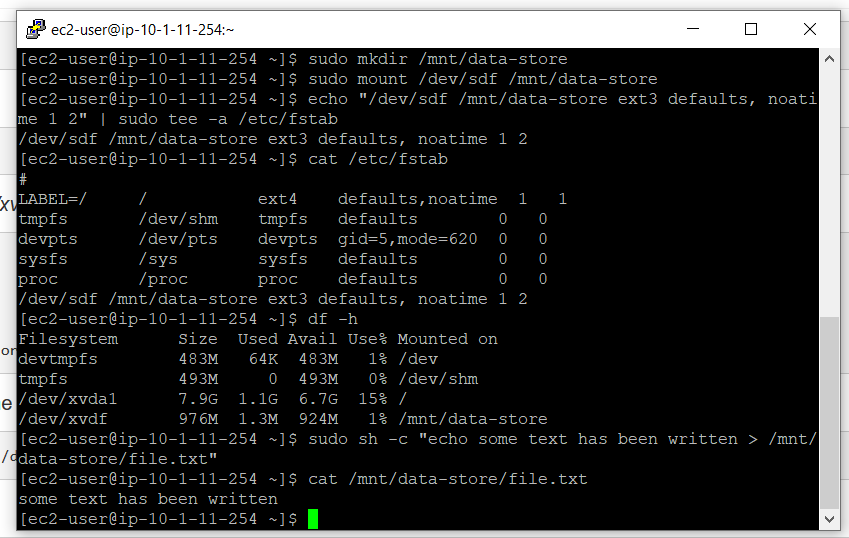 ec2-user@ip-10-1-11-254:~
[ec2-user@ip-10-1-11-254 ~]$ sudo mkdir /mnt/data-store
[ec2-user@ip-10-1-11-254 ~]$ sudo mount /dev/sdf /mnt/data-store
[ec2-user@ip-10-1-11-254 ~]$ echo "/dev/sdf /mnt/data-store ext3 defaults, noati
me 1 2" | sudo tee -a /etc/fstab
/dev/sdf /mnt/data-store ext3 defaults, noatime 1 2
[ec2-user@ip-10-1-11-254 ~]$ cat /etc/fstab
#
LABEL=/     /           ext4    defaults,noatime  1   1
tmpfs       /dev/shm    tmpfs   defaults        0   0
devpts      /dev/pts    devpts  gid=5,mode=620  0   0
sysfs       /sys        sysfs   defaults        0   0
proc        /proc       proc    defaults        0   0
/dev/sdf /mnt/data-store ext3 defaults, noatime 1 2
[ec2-user@ip-10-1-11-254 ~]$ df -h
Filesystem      Size  Used Avail Use% Mounted on
devtmpfs        483M   64K  483M   1% /dev
tmpfs           493M     0  493M   0% /dev/shm
/dev/xvda1      7.9G  1.1G  6.7G  15% /
/dev/xvdf       976M  1.3M  924M   1% /mnt/data-store
[ec2-user@ip-10-1-11-254 ~]$ sudo sh -c "echo some text has been written > /mnt/
data-store/file.txt"
[ec2-user@ip-10-1-11-254 ~]$ cat /mnt/data-store/file.txt
some text has been written
[ec2-user@ip-10-1-11-254 ~]$